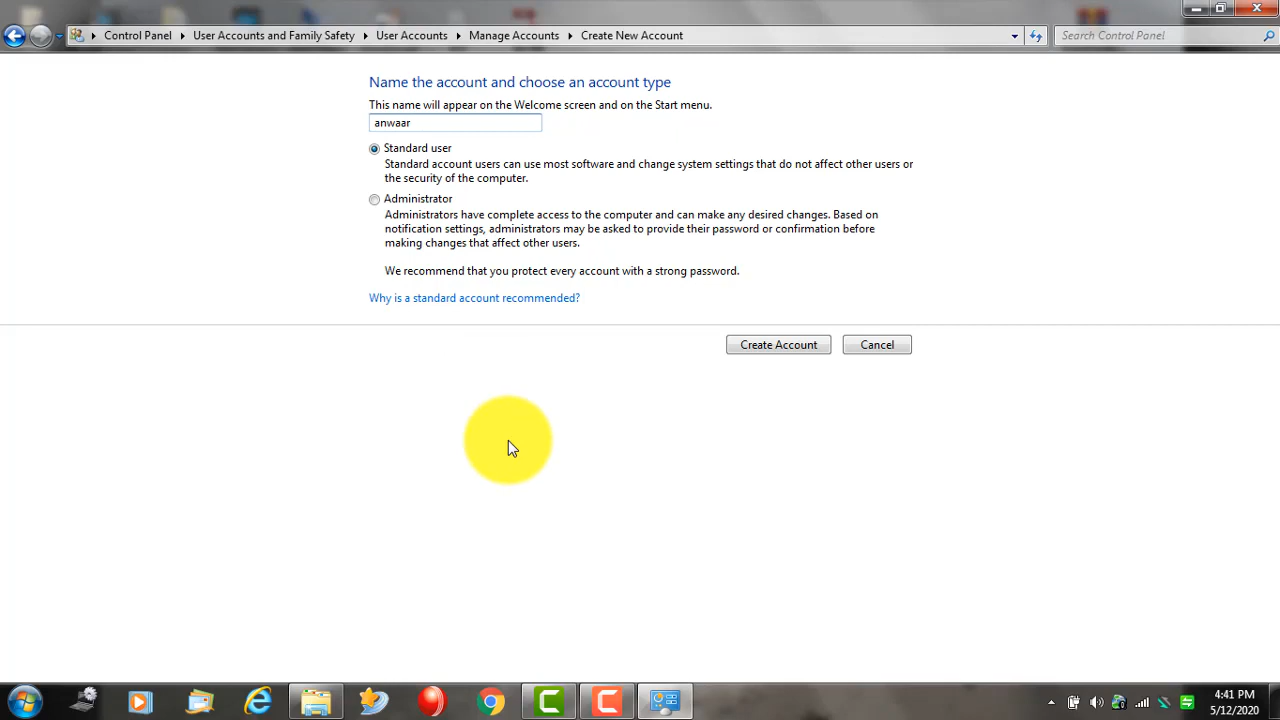 Control Panel User Accounts and Family Safety User Accounts Manage Accounts Create New Account Search Control Panel
Name the account and choose an account type
This name will appear on the Welcome screen and on the Start menu.
anwaar
Standard user
Standard account users can use most software and change system settings that do not affect other users or
the security of the computer.
Administrator
Administrators have complete access to the computer and can make any desired changes. Based on
notification settings, administrators may be asked to provide their password or confirmation before
making changes that affect other users.
We recommend that you protect every account with a strong password.
Why is a standard account recommended?
Create Account Cancel
4:41 PM
5/12/2020